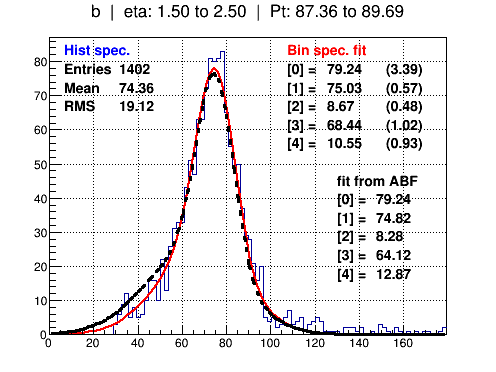 b | eta: 1.50 to 2.50 | Pt: 87.36 to 89.69
Hist spec.
Entries 1402
Mean 74.36
RMS 19.12
Bin spec. fit
[0] = 79.24 (3.39)
[1] = 75.03 (0.57)
[2] = 8.67 (0.48)
[3] = 68.44 (1.02)
[4] = 10.55 (0.93)
fit from ABF
[0] = 79.24
[1] = 74.82
[2] = 8.28
[3] = 64.12
[4] = 12.87
80
70
60
50
40
30
20
10
0
0 20 40 60 80 100 120 140 160